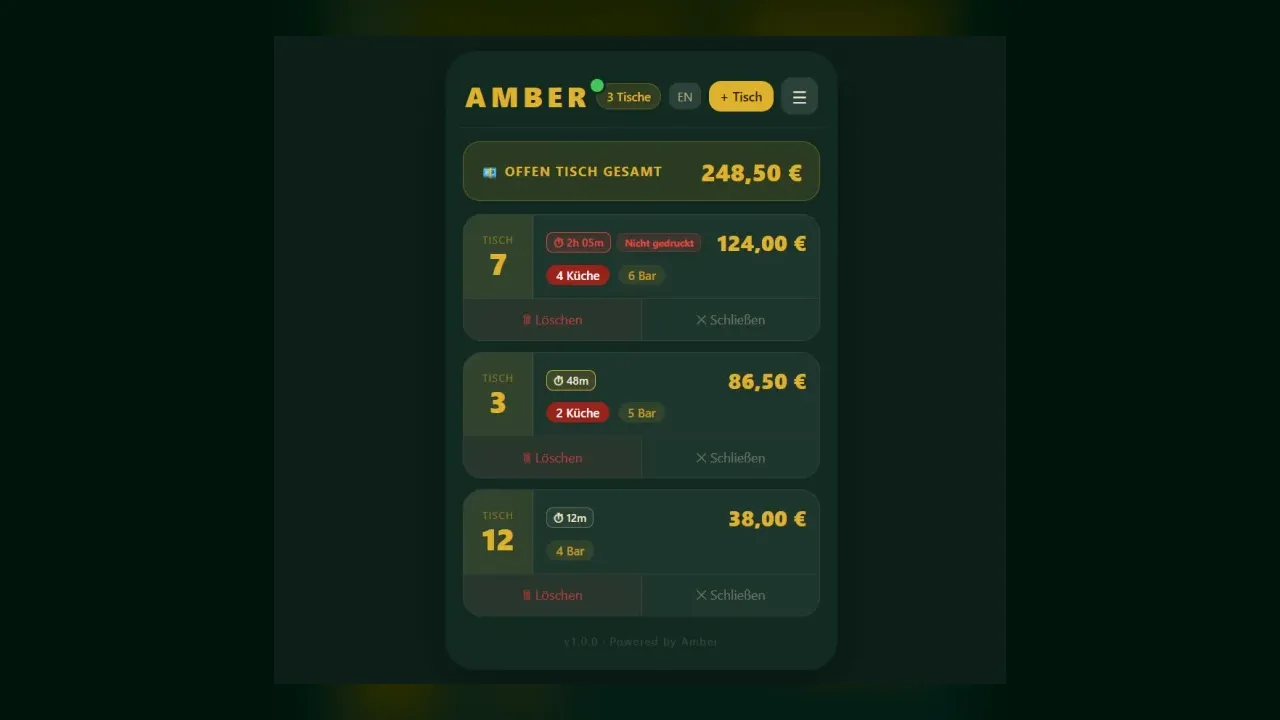 AMBER 3 Tische EN + Tisch
OFFEN TISCH GESAMT 248,50 €
TISCH
7
2h 05m Nicht gedruckt 124,00 €
4 Küche 6 Bar
Löschen Schließen
TISCH
3
48m 86,50 €
2 Küche 5 Bar
Löschen Schließen
TISCH
12
12m 38,00 €
4 Bar
Löschen Schließen
v1.0.0 · Powered by Amber